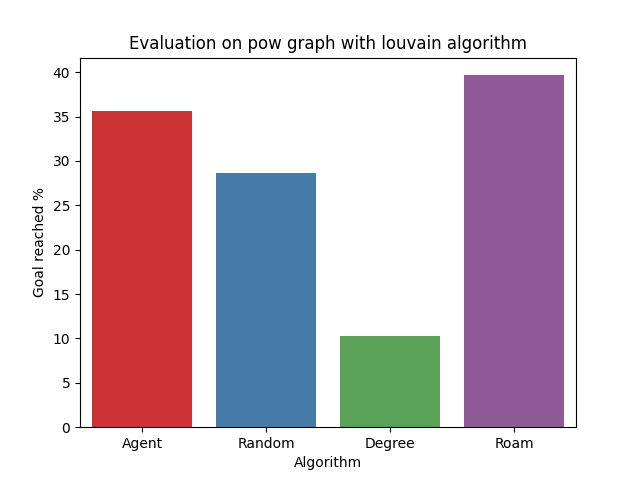 Evaluation on pow graph with louvain algorithm
Goal reached %
40
35
30
25
20
15
10
5
0
Agent Random Degree Roam
Algorithm